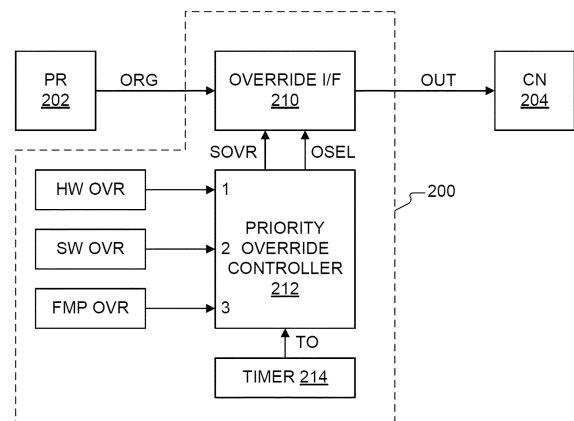 PR
202
ORG
OVERRIDE I/F
210
OUT
CN
204
SOVR
OSEL
HW OVR
1
SW OVR
2
FMP OVR
3
PRIORITY
OVERRIDE
CONTROLLER
212
200
TO
TIMER 214